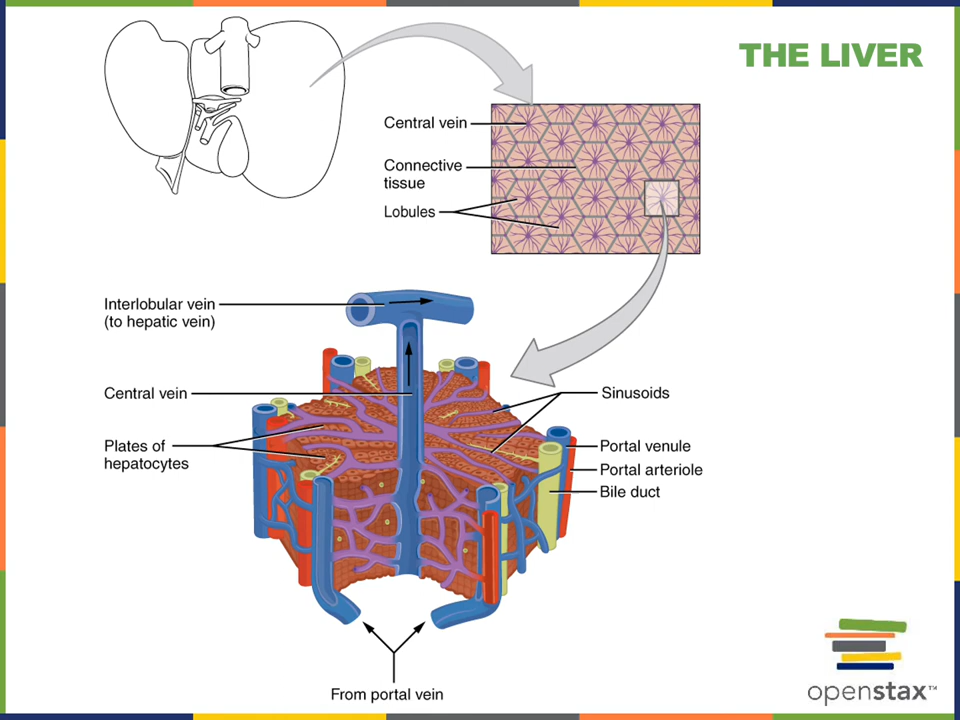 THE LIVER
Central vein
Connective
tissue
Lobules
Interlobular vein
(to hepatic vein)
Central vein
Plates of
hepatocytes
Sinusoids
Portal venule
Portal arteriole
Bile duct
From portal vein
openstax™